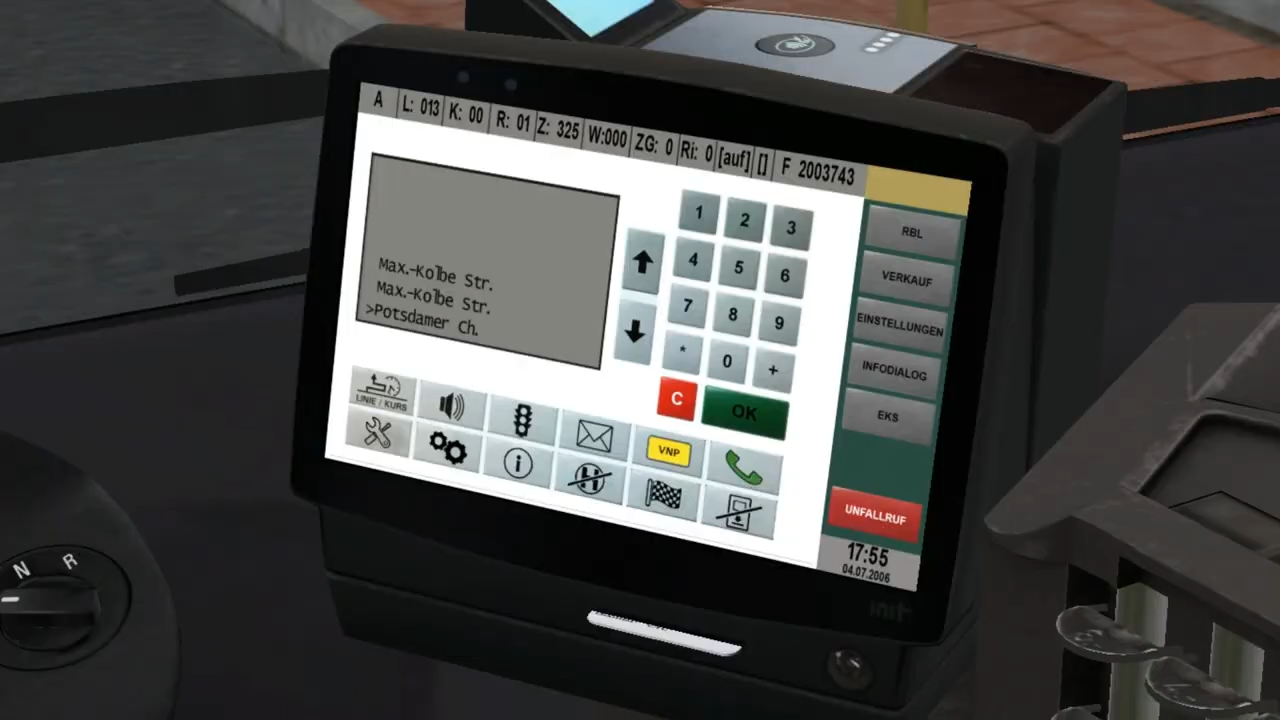 A L: 013 K: 00 R: 01 Z: 325 W:000 ZG: 0 Ri: 0 [auf] [] F 2003743
Max.-Kolbe Str.
Max.-Kolbe Str.
>Potsdamer Ch.
1 2 3
4 5 6
7 8 9
* 0 +
C OK
LINIE / KURS
VNP
RBL
VERKAUF
EINSTELLUNGEN
INFODIALOG
EKS
UNFALLRUF
17:55
04.07.2006
init
N R